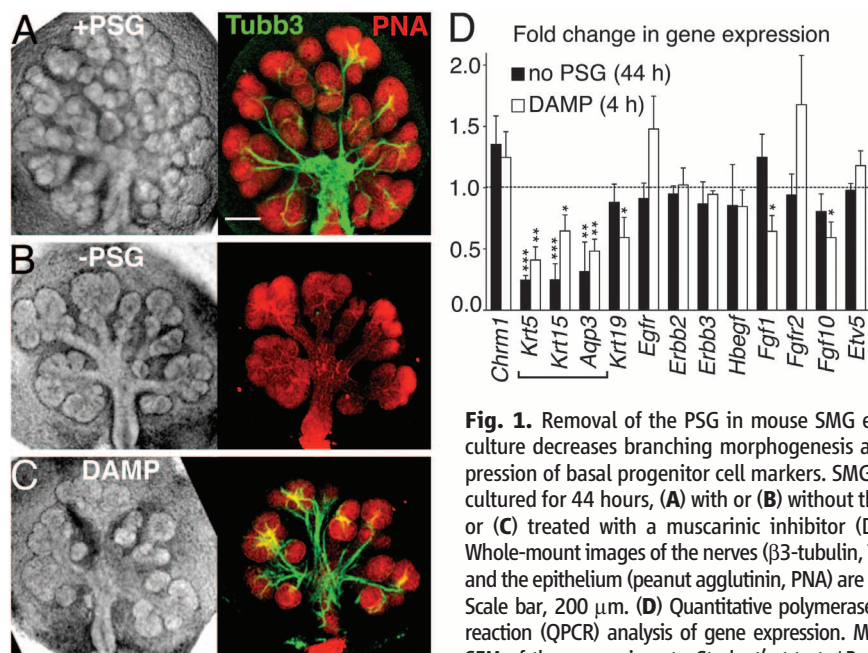 A
+PSG
Tubb3
PNA
B
-PSG
C
DAMP
D
Fold change in gene expression
no PSG (44 h)
DAMP (4 h)
2.0
1.5
1.0
0.5
0.0
***
**
***
*
**
**
*
*
*
Chrm1
Krt5
Krt15
Aqp3
Krt19
Egfr
Erbb2
Erbb3
Hbegf
Fgf1
Fgfr2
Fgf10
Etv5
Fig. 1. Removal of the PSG in mouse SMG e
culture decreases branching morphogenesis a
pression of basal progenitor cell markers. SMG
cultured for 44 hours, (A) with or (B) without th
or (C) treated with a muscarinic inhibitor (D
Whole-mount images of the nerves (β3-tubulin,
and the epithelium (peanut agglutinin, PNA) are
Scale bar, 200 μm. (D) Quantitative polymerase
reaction (QPCR) analysis of gene expression. M